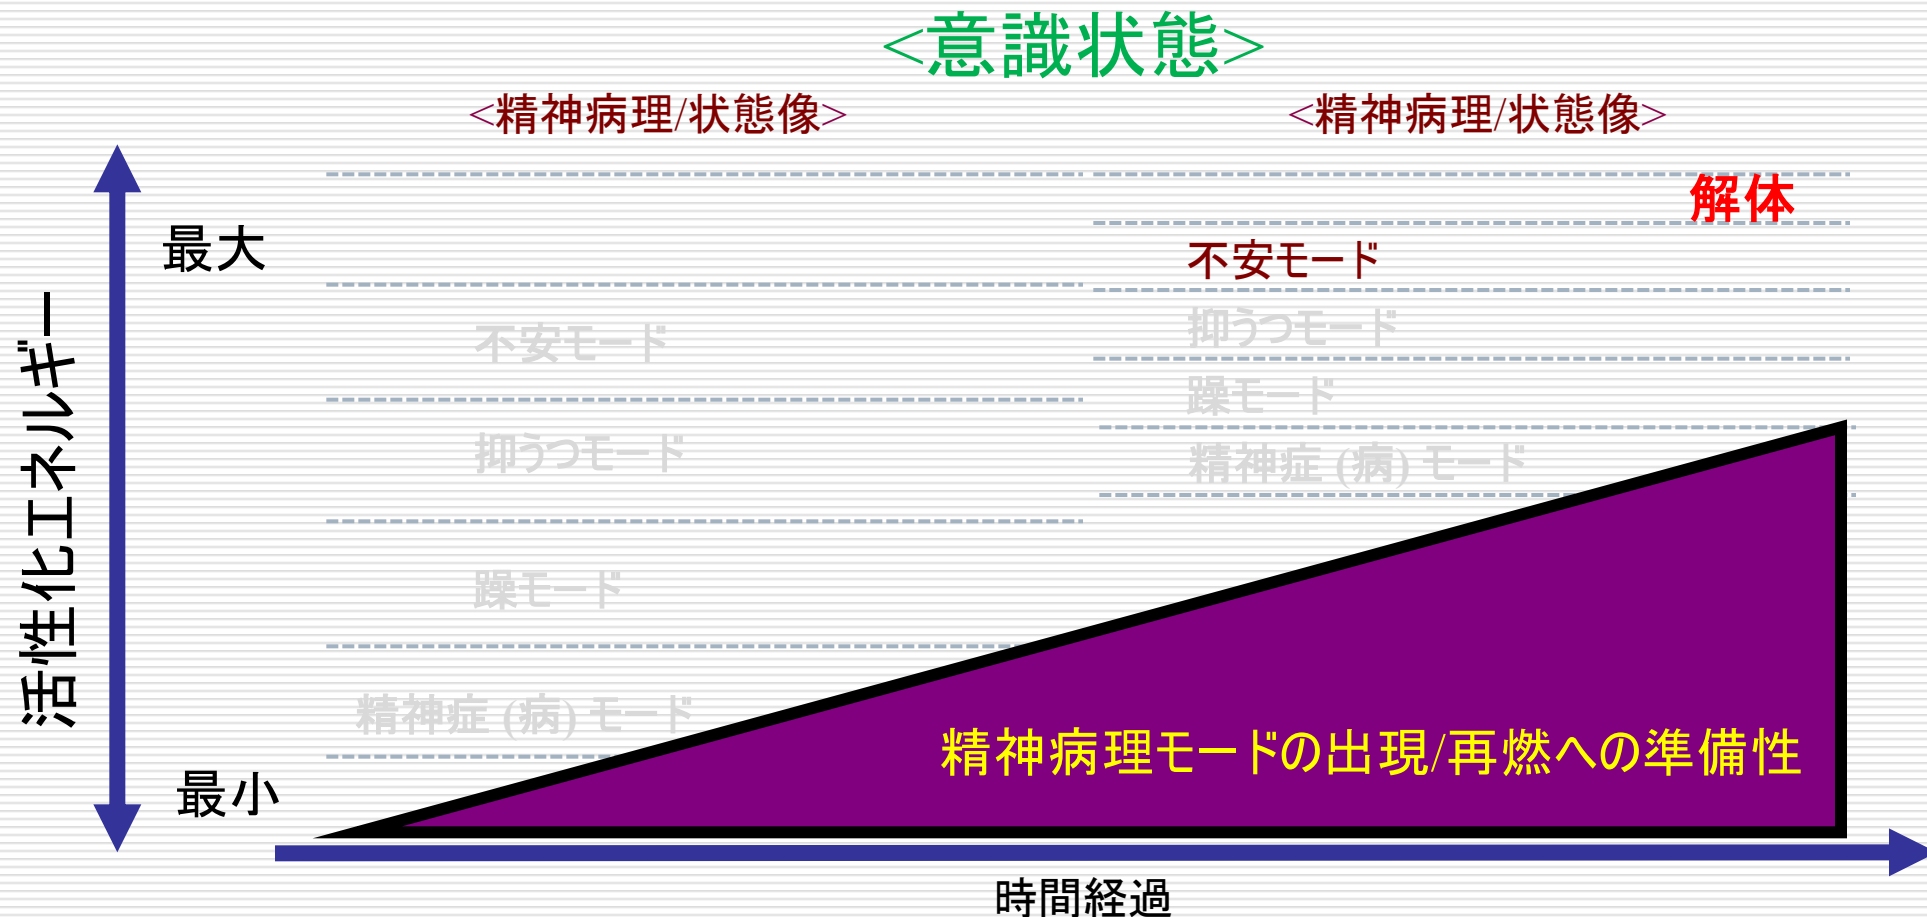 <意識状態>
<精神病理/状態像>
<精神病理/状態像>
解体
最大
不安モード
抑うつモード
不安モード
躁モード
抑うつモード
精神症 (病) モード
躁モード
精神症 (病) モード
精神病理モードの出現/再燃への準備性
最小
活性化エネルギー
時間経過